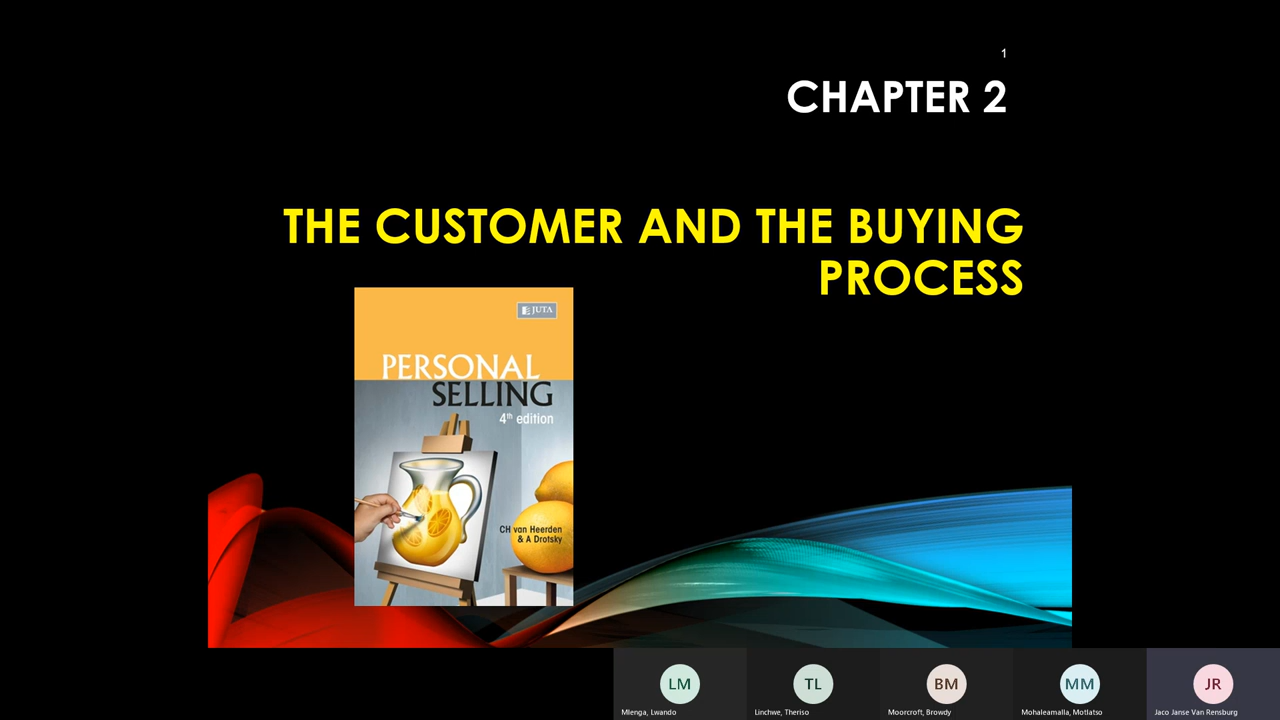 1
CHAPTER 2
THE CUSTOMER AND THE BUYING
PROCESS
JUTA
PERSONAL
SELLING
4th edition
CH van Heerden
& A Drotsky
LM
TL
BM
MM
JR
Mlenga, Lwando
Linchwe, Theriso
Moorcroft, Browdy
Mohaleamalla, Motlatso
Jaco Janse Van Rensburg